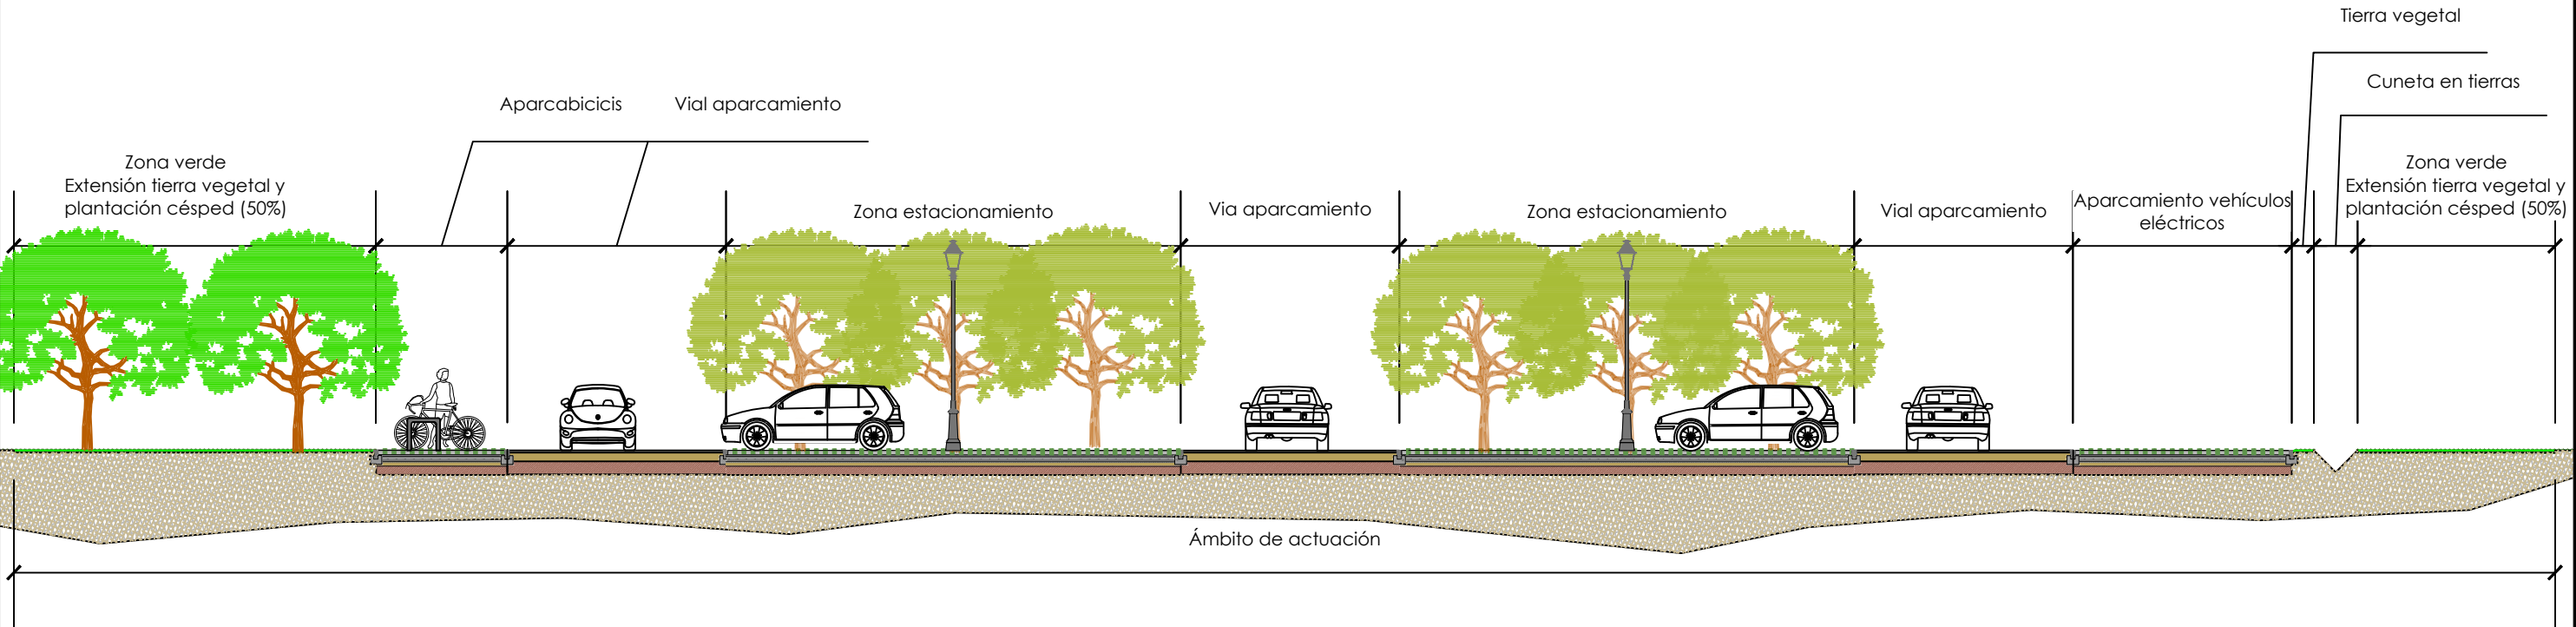 Tierra vegetal
Cuneta en tierras
Aparcabicicis
Vial aparcamiento
Zona verde
Extensión tierra vegetal y
plantación césped (50%)
Zona estacionamiento
Via aparcamiento
Zona estacionamiento
Vial aparcamiento
Aparcamiento vehículos
eléctricos
Zona verde
Extensión tierra vegetal y
plantación césped (50%)
Ámbito de actuación